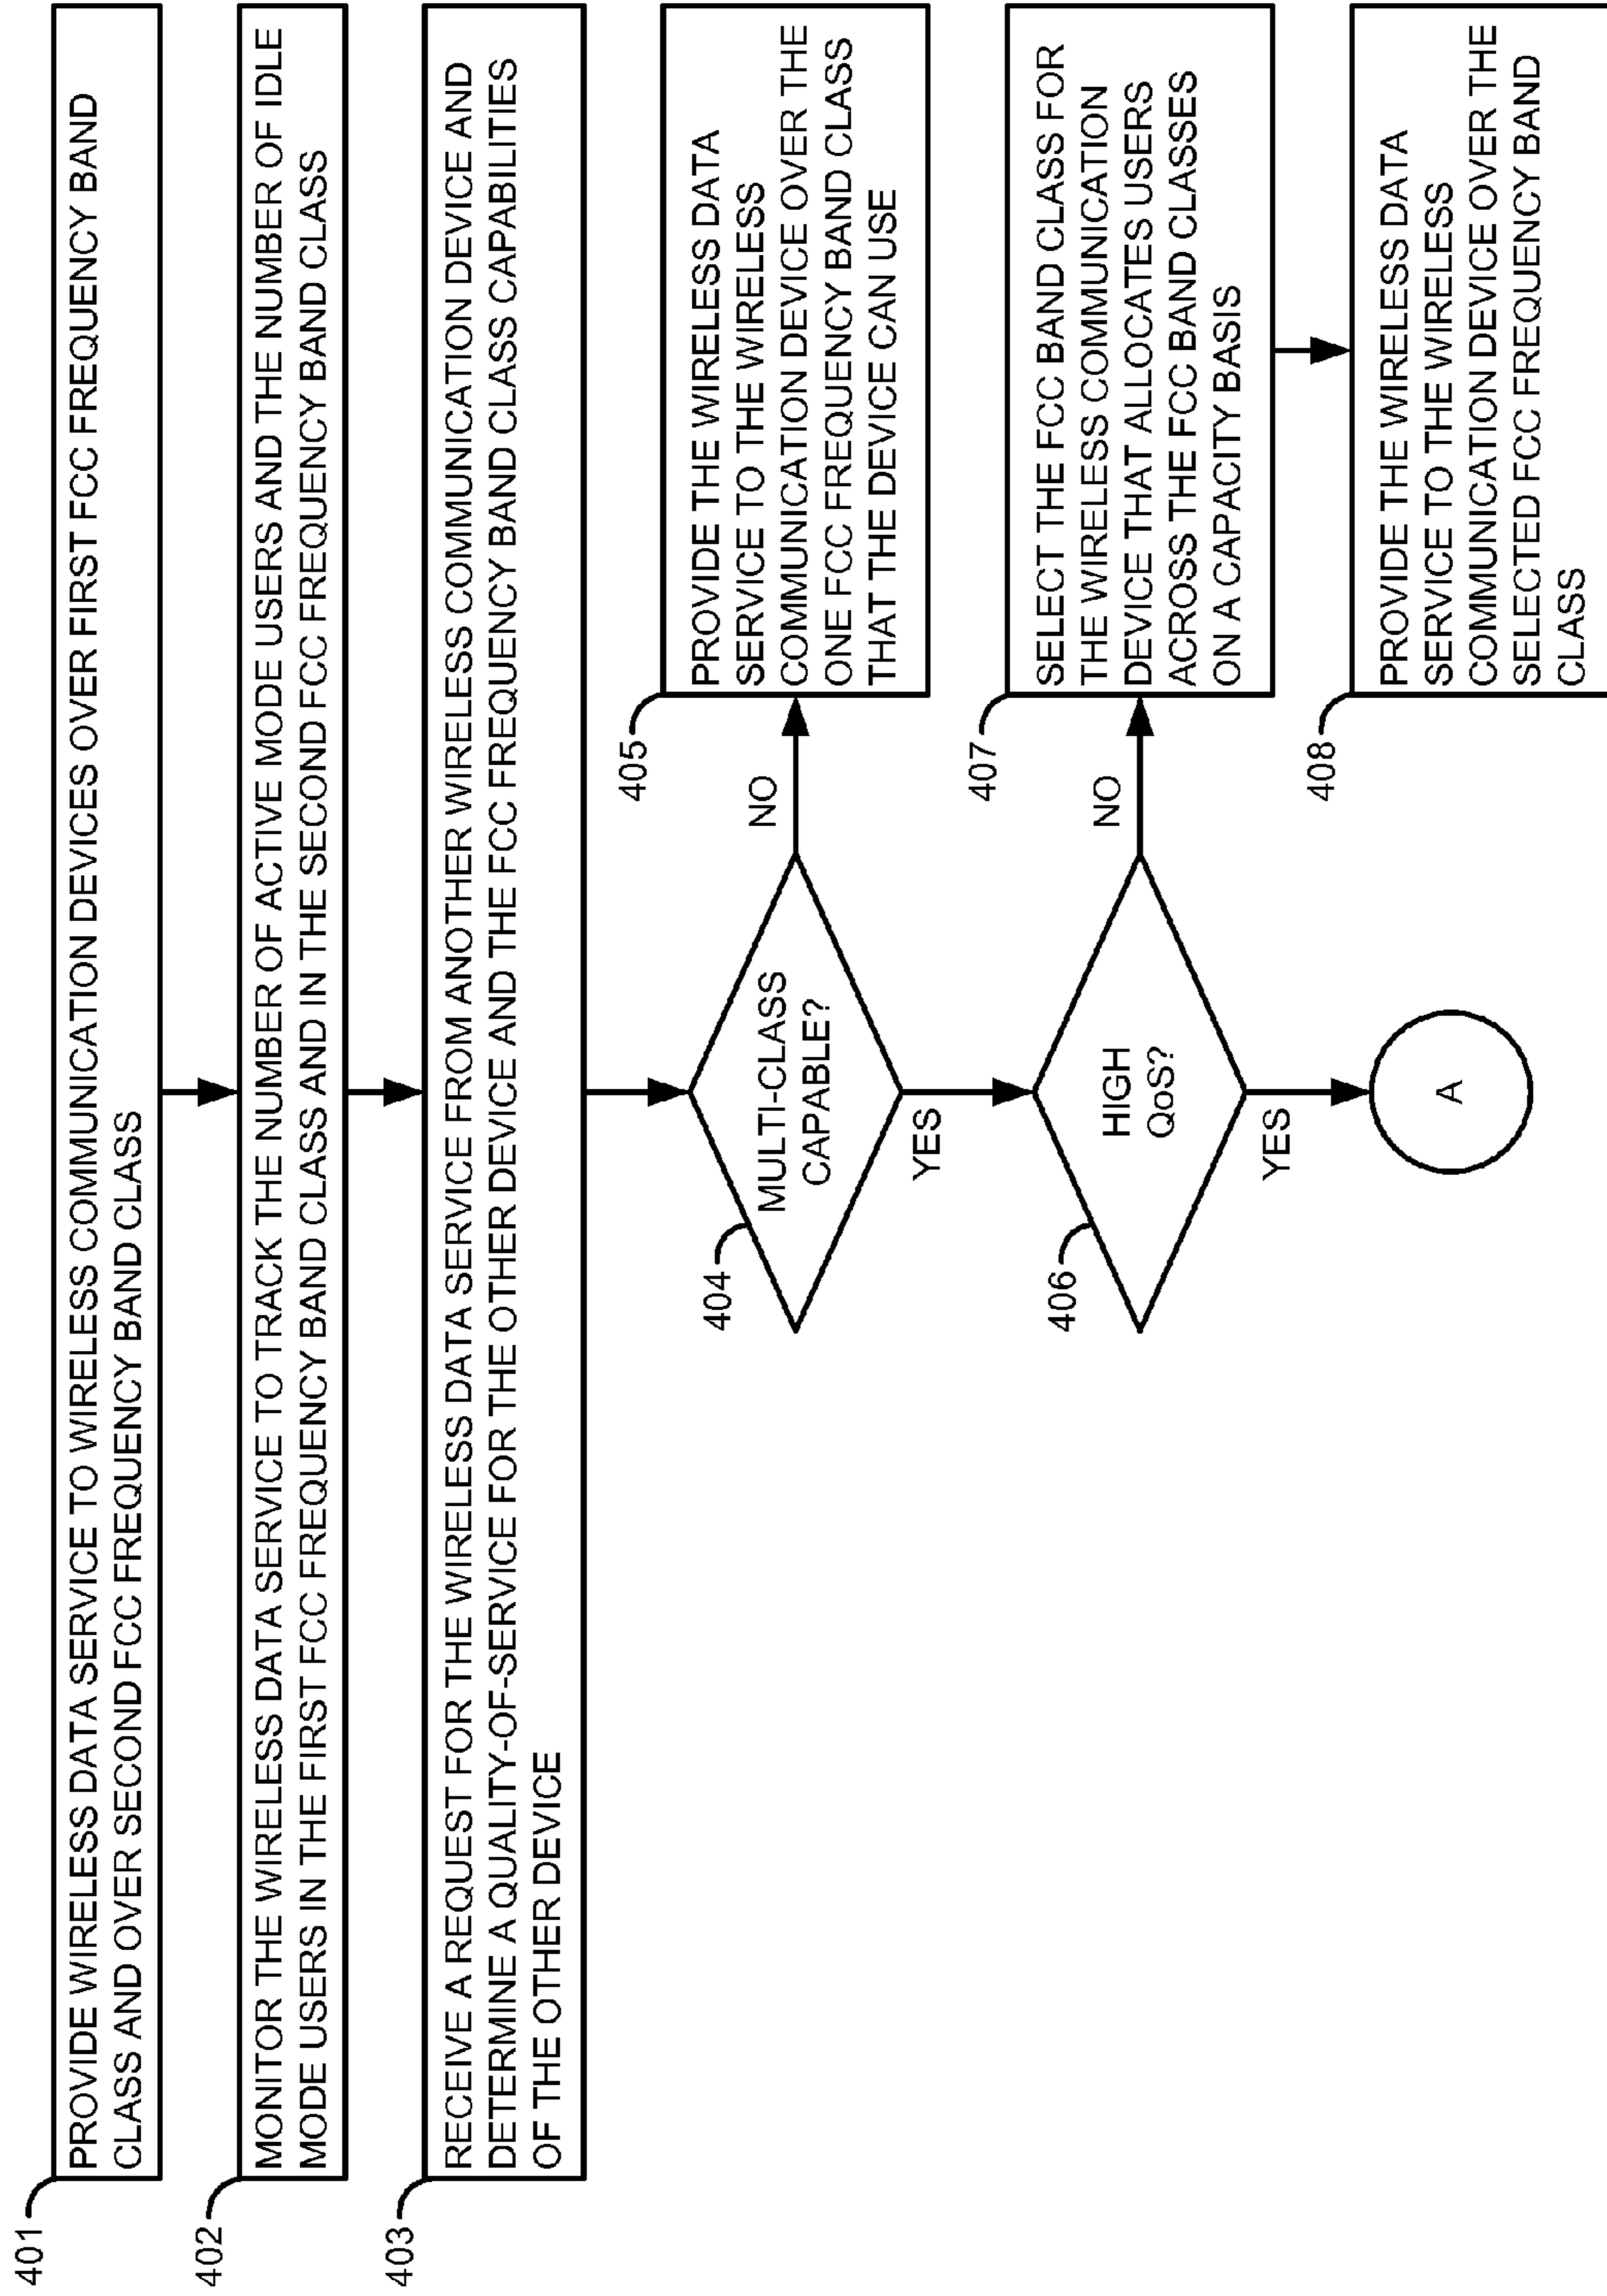 401
PROVIDE WIRELESS DATA SERVICE TO WIRELESS COMMUNICATION DEVICES OVER FIRST FCC FREQUENCY BAND
CLASS AND OVER SECOND FCC FREQUENCY BAND CLASS
402
MONITOR THE WIRELESS DATA SERVICE TO TRACK THE NUMBER OF ACTIVE MODE USERS AND THE NUMBER OF IDLE
MODE USERS IN THE FIRST FCC FREQUENCY BAND CLASS AND IN THE SECOND FCC FREQUENCY BAND CLASS
403
RECEIVE A REQUEST FOR THE WIRELESS DATA SERVICE FROM ANOTHER WIRELESS COMMUNICATION DEVICE AND
DETERMINE A QUALITY-OF-SERVICE FOR THE OTHER DEVICE AND THE FCC FREQUENCY BAND CLASS CAPABILITIES
OF THE OTHER DEVICE
404
MULTI-CLASS
CAPABLE?
NO
YES
405
PROVIDE THE WIRELESS DATA
SERVICE TO THE WIRELESS
COMMUNICATION DEVICE OVER THE
ONE FCC FREQUENCY BAND CLASS
THAT THE DEVICE CAN USE
406
HIGH
QoS?
NO
YES
407
SELECT THE FCC BAND CLASS FOR
THE WIRELESS COMMUNICATION
DEVICE THAT ALLOCATES USERS
ACROSS THE FCC BAND CLASSES
ON A CAPACITY BASIS
408
PROVIDE THE WIRELESS DATA
SERVICE TO THE WIRELESS
COMMUNICATION DEVICE OVER THE
SELECTED FCC FREQUENCY BAND
CLASS
A